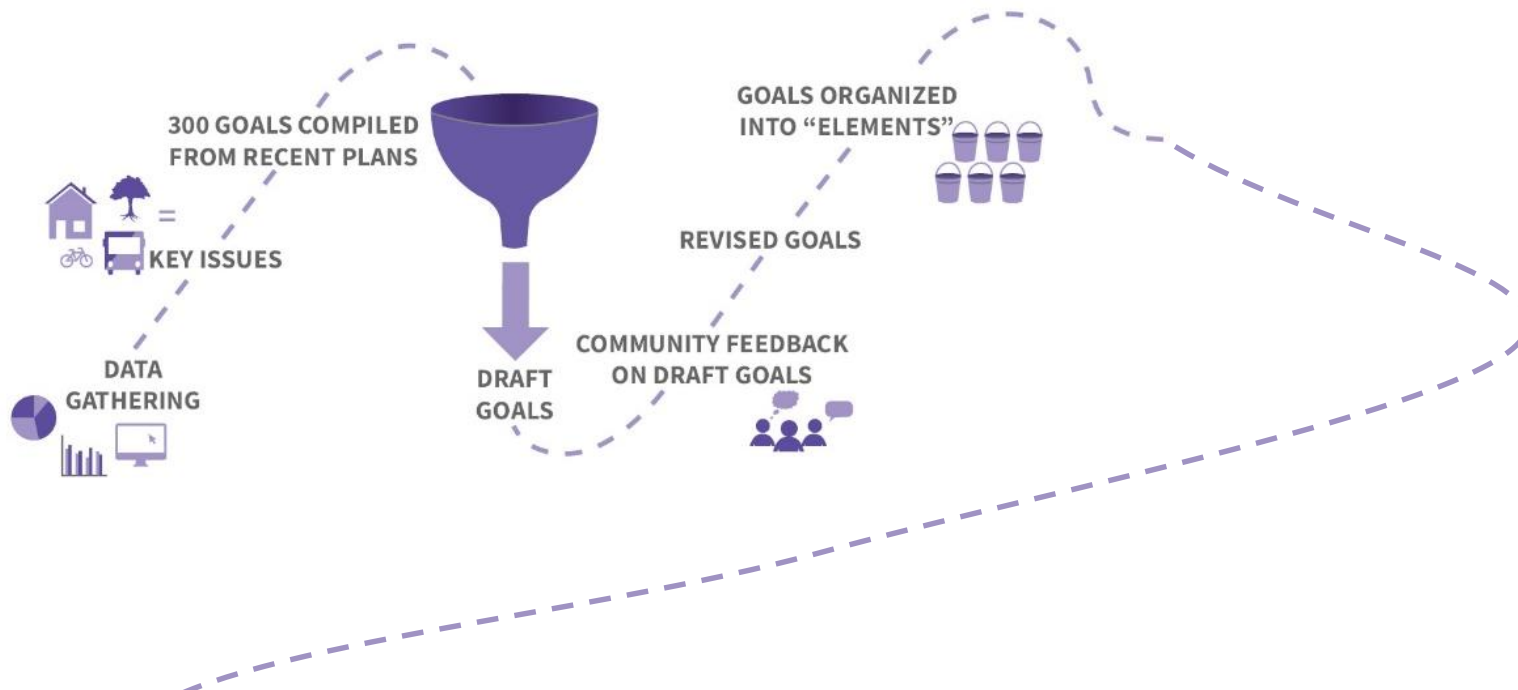 DATA
GATHERING
KEY ISSUES
300 GOALS COMPILED
FROM RECENT PLANS
DRAFT
GOALS
COMMUNITY FEEDBACK
ON DRAFT GOALS
REVISED GOALS
GOALS ORGANIZED
INTO “ELEMENTS”